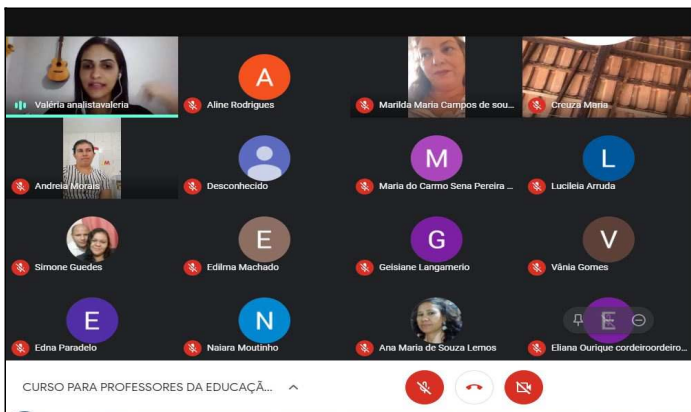 Valéria analistavaleria
A
Aline Rodrigues
Marilda Maria Campos de sou...
Creuza Maria
Andreia Morais
Desconhecido
M
Maria do Carmo Sena Pereira ...
L
Lucileia Arruda
Simone Guedes
E
Edilma Machado
G
Geisiane Langamerio
V
Vânia Gomes
E
Edna Paradelo
N
Naiara Moutinho
Ana Maria de Souza Lemos
E
Eliana Ourique cordeiroordeiro...
CURSO PARA PROFESSORES DA EDUCAÇÃ...